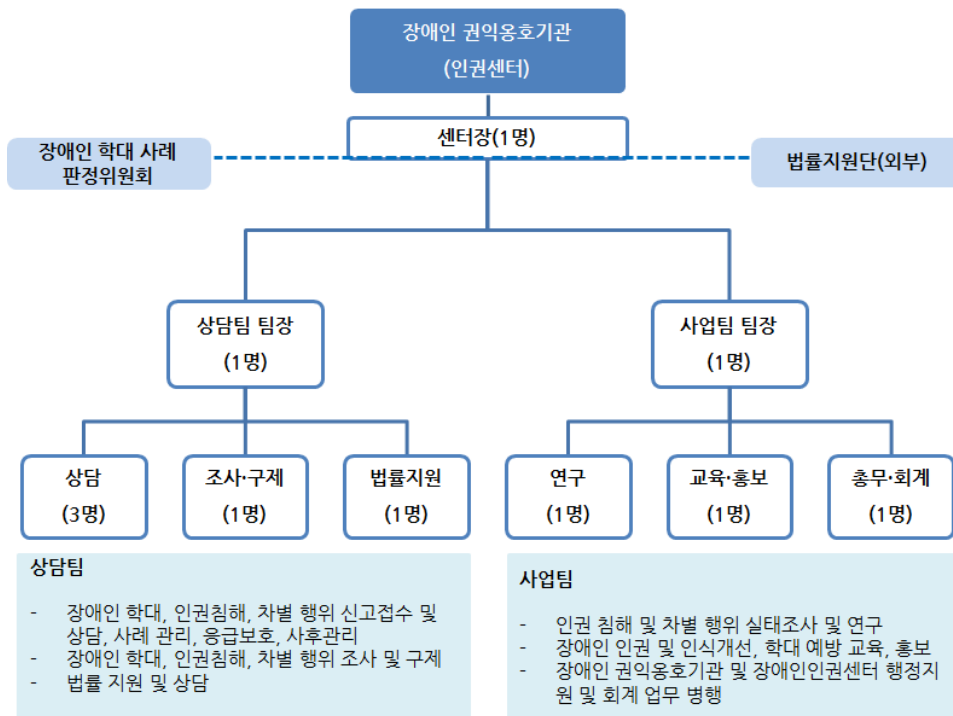 장애인 권익옹호기관
(인권센터)
센터장(1명)
장애인 학대 사례
판정위원회
법률지원단(외부)
상담팀 팀장
(1명)
사업팀 팀장
(1명)
상담
(3명)
조사·구제
(1명)
법률지원
(1명)
연구
(1명)
교육·홍보
(1명)
총무·회계
(1명)
상담팀
- 장애인 학대, 인권침해, 차별 행위 신고접수 및
상담, 사례 관리, 응급보호, 사후관리
- 장애인 학대, 인권침해, 차별 행위 조사 및 구제
- 법률 지원 및 상담
사업팀
- 인권 침해 및 차별 행위 실태조사 및 연구
- 장애인 인권 및 인식개선, 학대 예방 교육, 홍보
- 장애인 권익옹호기관 및 장애인인권센터 행정지
원 및 회계 업무 병행